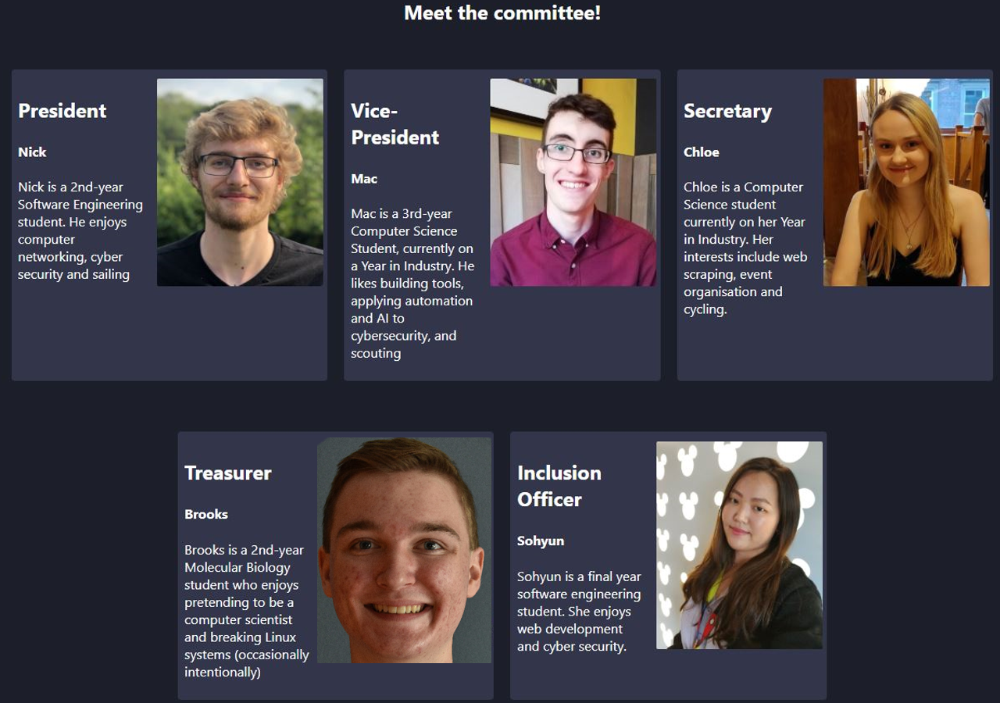 Meet the committee!
President
Nick
Nick is a 2nd-year
Software Engineering
student. He enjoys
computer
networking, cyber
security and sailing
Vice-
President
Mac
Mac is a 3rd-year
Computer Science
Student, currently on
a Year in Industry. He
likes building tools,
applying automation
and AI to
cybersecurity, and
scouting
Secretary
Chloe
Chloe is a Computer
Science student
currently on her Year
in Industry. Her
interests include web
scraping, event
organisation and
cycling.
Treasurer
Brooks
Brooks is a 2nd-year
Molecular Biology
student who enjoys
pretending to be a
computer scientist
and breaking Linux
systems (occasionally
intentionally)
Inclusion
Officer
Sohyun
Sohyun is a final year
software engineering
student. She enjoys
web development
and cyber security.